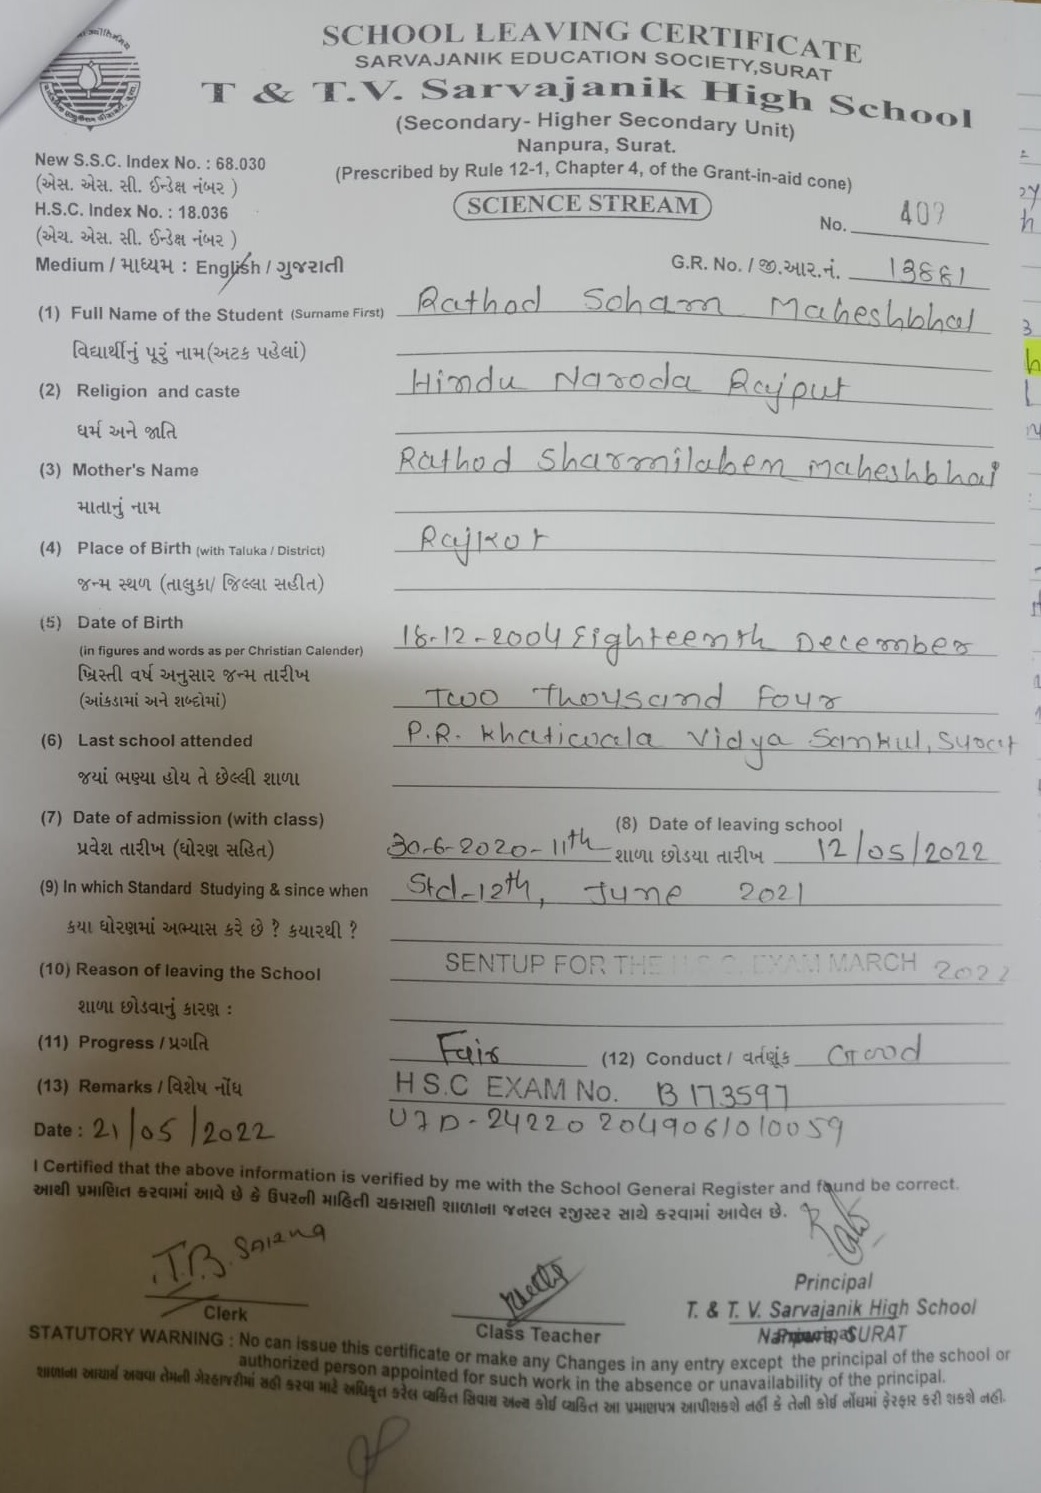 SCHOOL LEAVING CERTIFICATE
SARVAJANIK EDUCATION SOCIETY,SURAT
T & T.V. Sarvajanik High School
(Secondary- Higher Secondary Unit)
Nanpura, Surat.
(Prescribed by Rule 12-1, Chapter 4, of the Grant-in-aid cone)
New S.S.C. Index No. : 68.030
(એસ. એસ. સી. ઈન્ડેક્ષ નંબર )
H.S.C. Index No. : 18.036
(એચ. એસ. સી. ઈન્ડેક્ષ નંબર )
SCIENCE STREAM
No. 407
Medium / માધ્યમ : English / ગુજરાતી
G.R. No. / જી.આર.નં. 13881
(1) Full Name of the Student (Surname First) Rathod Soham Maheshbhai
વિદ્યાર્થીનું પૂરું નામ(અટક પહેલાં)
(2) Religion and caste Hindu Naroda Rajput
ધર્મ અને જાતિ
(3) Mother's Name Rathod Sharmilaben Maheshbhai
માતાનું નામ
(4) Place of Birth (with Taluka / District) Rajkot
જન્મ સ્થળ (તાલુકા/ જિલ્લા સહીત)
(5) Date of Birth
(in figures and words as per Christian Calender) 18-12-2004 Eighteenth December
ખ્રિસ્તી વર્ષ અનુસાર જન્મ તારીખ
(આંકડામાં અને શબ્દોમાં) Two Thousand Four
(6) Last school attended P.R. Khatiwala Vidya Sankul, Surat
જયાં ભણ્યા હોય તે છેલ્લી શાળા
(7) Date of admission (with class) (8) Date of leaving school
પ્રવેશ તારીખ (ધોરણ સહિત) 30-6-2020-11th શાળા છોડયા તારીખ 12/05/2022
(9) In which Standard Studying & since when Std-12th, June 2021
કયા ધોરણમાં અભ્યાસ કરે છે ? કયારથી ?
(10) Reason of leaving the School SENTUP FOR THE H.S.C. EXAM MARCH 2022
શાળા છોડવાનું કારણ :
(11) Progress / પ્રગતિ Fair (12) Conduct / વર્તણુંક Good
(13) Remarks / વિશેષ નોંધ HSC EXAM No. B 173597
Date : 21/05/2022 UID-24220 2049061010059
I Certified that the above information is verified by me with the School General Register and found be correct.
આથી પ્રમાણિત કરવામાં આવે છે કે ઉપરની માહિતી ચકાસણી શાળાના જનરલ રજીસ્ટર સાથે કરવામાં આવેલ છે.
Clerk
Class Teacher
Principal
T. & T. V. Sarvajanik High School
SURAT
STATUTORY WARNING : No can issue this certificate or make any Changes in any entry except the principal of the school or
authorized person appointed for such work in the absence or unavailability of the principal.
શાળાના આચાર્ય અથવા તેમની ગેરહાજરીમાં સહી કરવા માટે અધિકૃત કરેલ વ્યકિત સિવાય અન્ય કોઈ વ્યકિત આ પ્રમાણપત્ર આપીશકશે નહીં કે તેની કોઈ નોંધમાં ફેરફાર કરી શકશે નહી.